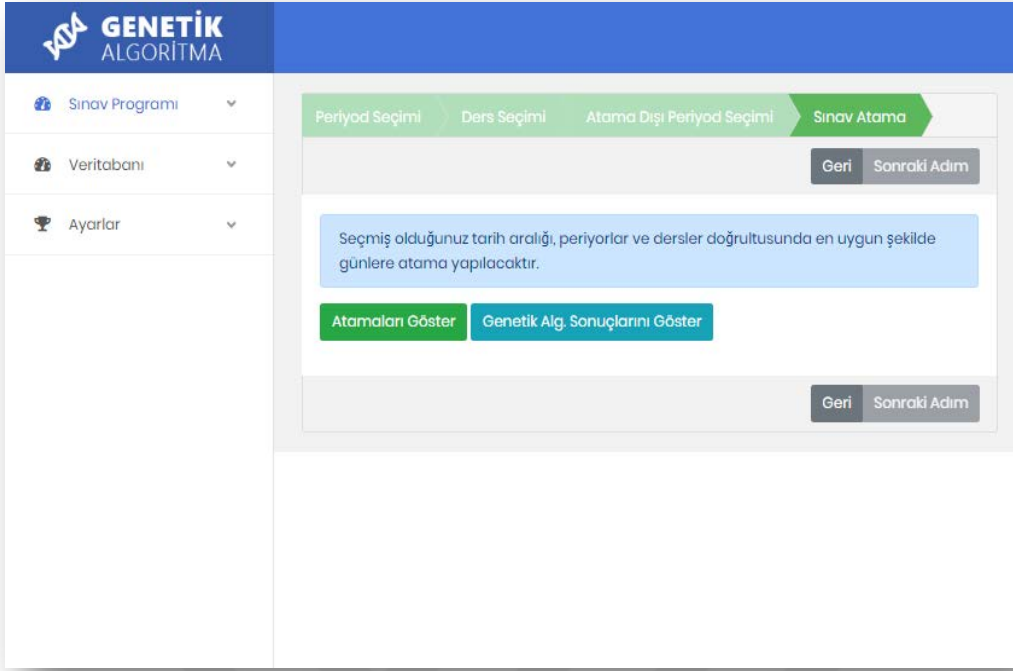 GENETİK
ALGORİTMA
Sınav Programı
Veritabanı
Ayarlar
Periyod Seçimi Ders Seçimi Atama Dışı Periyod Seçimi Sınav Atama
Geri Sonraki Adım
Seçmiş olduğunuz tarih aralığı, periyorlar ve dersler doğrultusunda en uygun şekilde
günlere atama yapılacaktır.
Atamaları Göster Genetik Alg. Sonuçlarını Göster
Geri Sonraki Adım